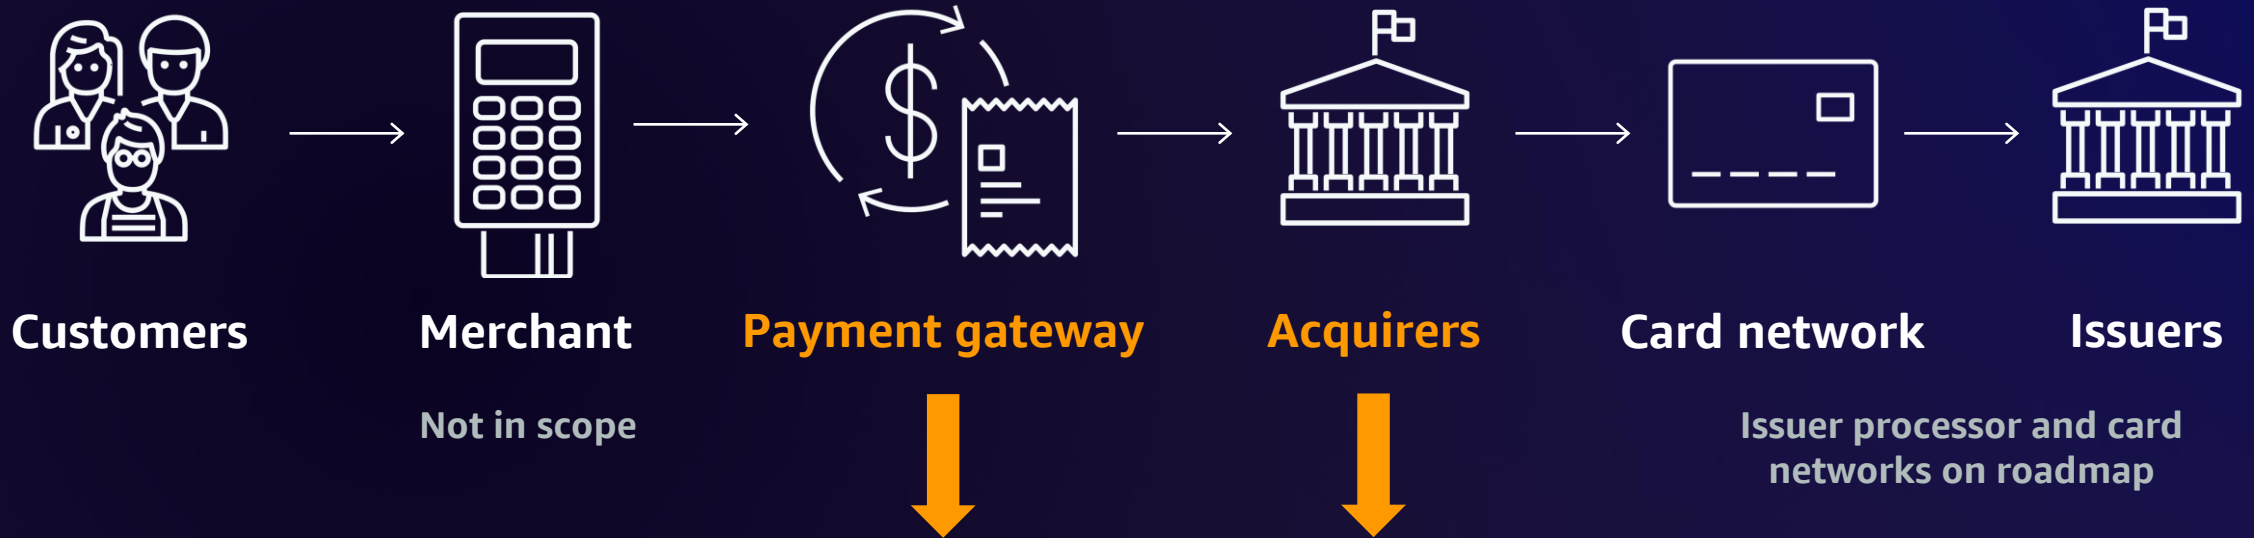 Customers
Merchant
Payment gateway
Acquirers
Card network
Issuers
Not in scope
Issuer processor and card
networks on roadmap